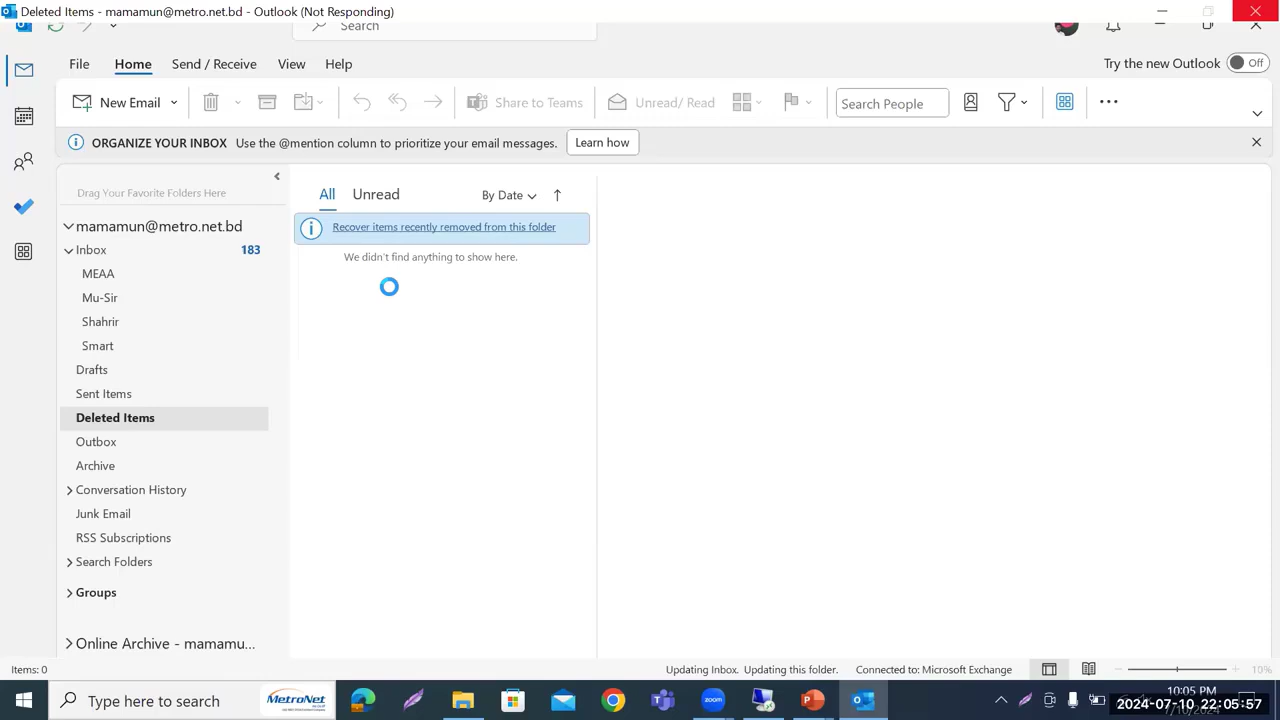 Deleted Items - mamamun@metro.net.bd - Outlook (Not Responding)
Search
File Home Send / Receive View Help
Try the new Outlook Off
New Email
Share to Teams
Unread/ Read
Search People
ORGANIZE YOUR INBOX Use the @mention column to prioritize your email messages. Learn how
Drag Your Favorite Folders Here
mamamun@metro.net.bd
Inbox 183
MEAA
Mu-Sir
Shahrir
Smart
Drafts
Sent Items
Deleted Items
Outbox
Archive
Conversation History
Junk Email
RSS Subscriptions
Search Folders
Groups
Online Archive - mamamu...
All Unread By Date
Recover items recently removed from this folder
We didn't find anything to show here.
Items: 0
Updating Inbox. Updating this folder. Connected to: Microsoft Exchange 10%
Type here to search
MetroNet
10:05 PM
2024-07-10 22:05:57